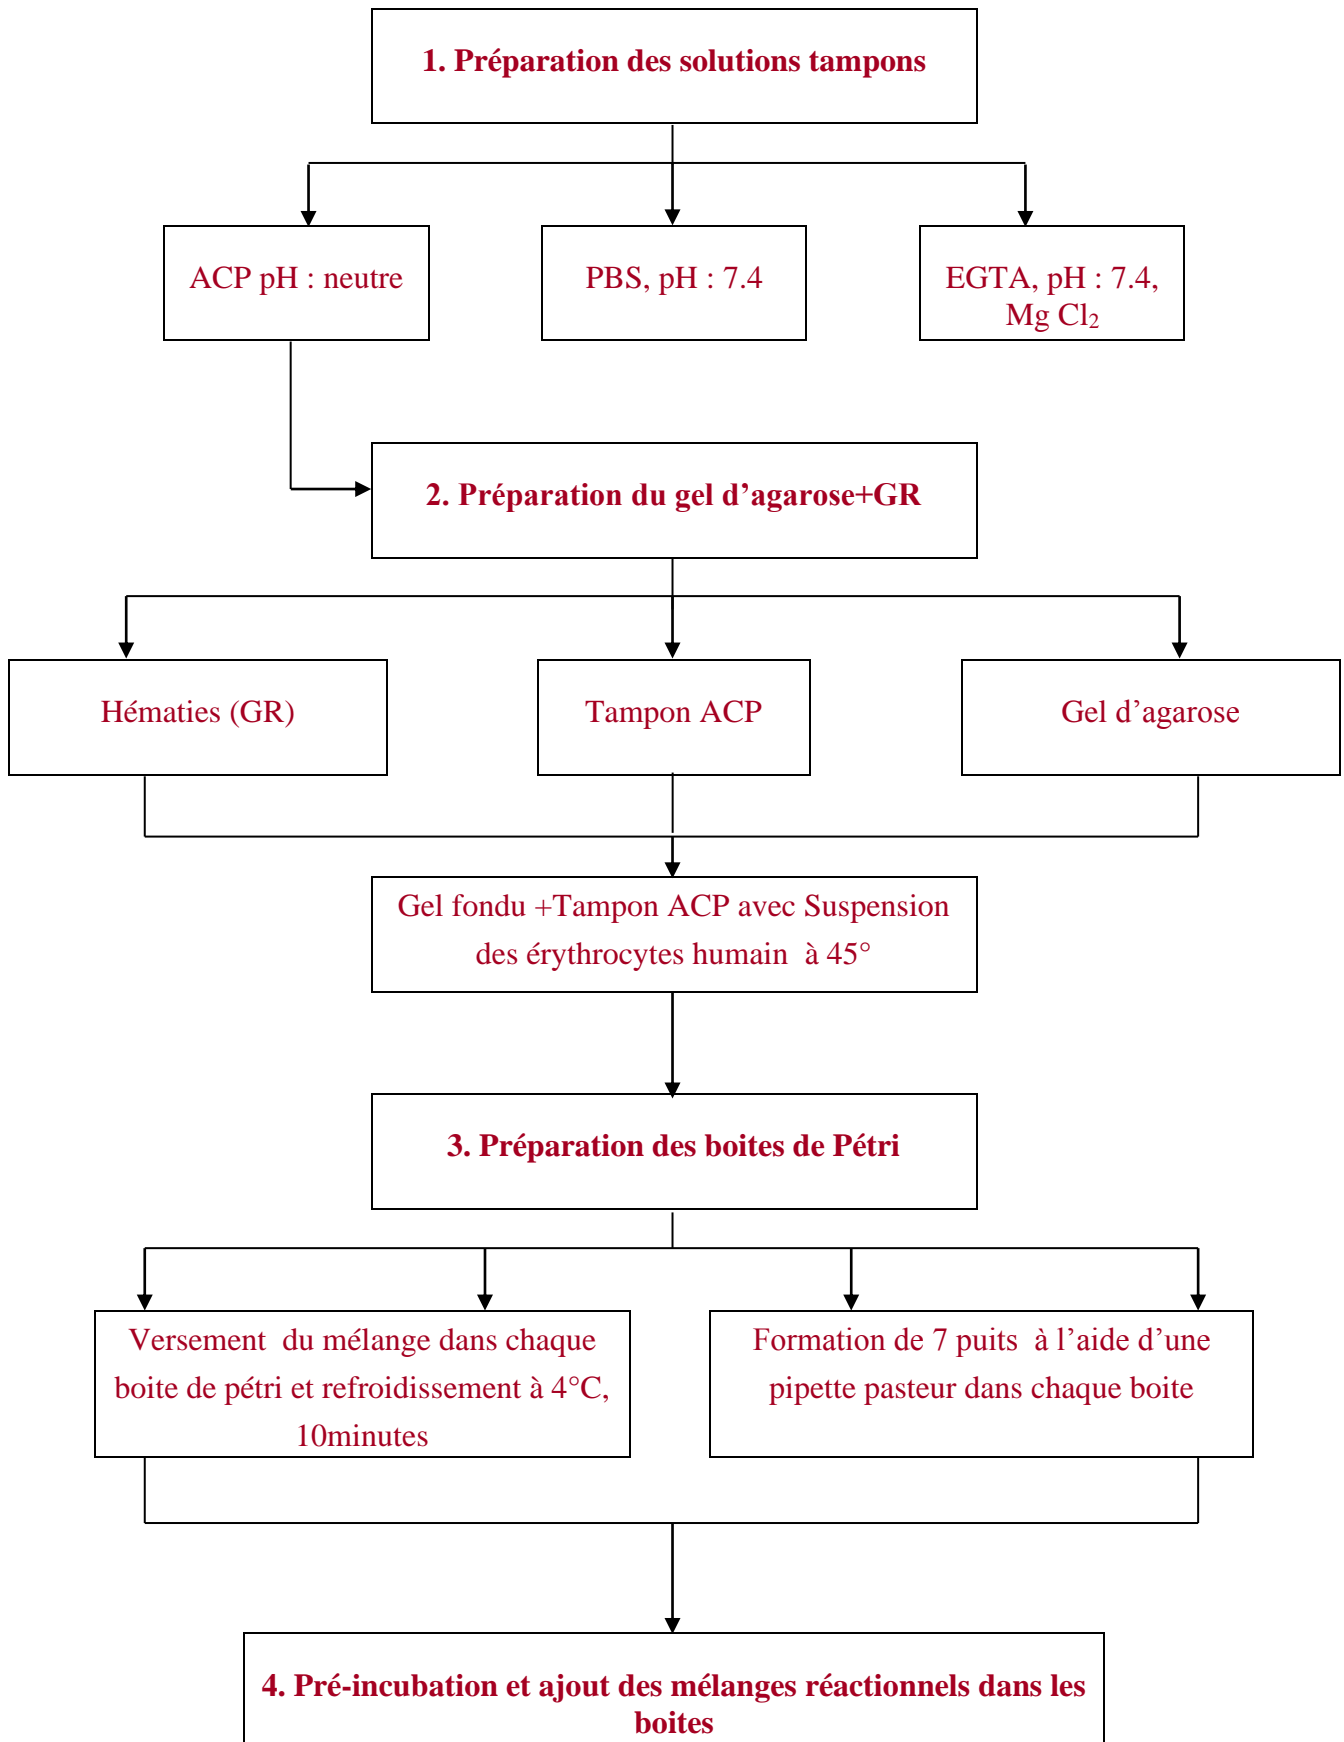 1. Préparation des solutions tampons
ACP pH : neutre
PBS, pH : 7.4
EGTA, pH : 7.4,
Mg Cl₂
2. Préparation du gel d’agarose+GR
Hématies (GR)
Tampon ACP
Gel d’agarose
Gel fondu +Tampon ACP avec Suspension
des érythrocytes humain à 45°
3. Préparation des boites de Pétri
Versement du mélange dans chaque
boite de pétri et refroidissement à 4°C,
10minutes
Formation de 7 puits à l’aide d’une
pipette pasteur dans chaque boite
4. Pré-incubation et ajout des mélanges réactionnels dans les
boites